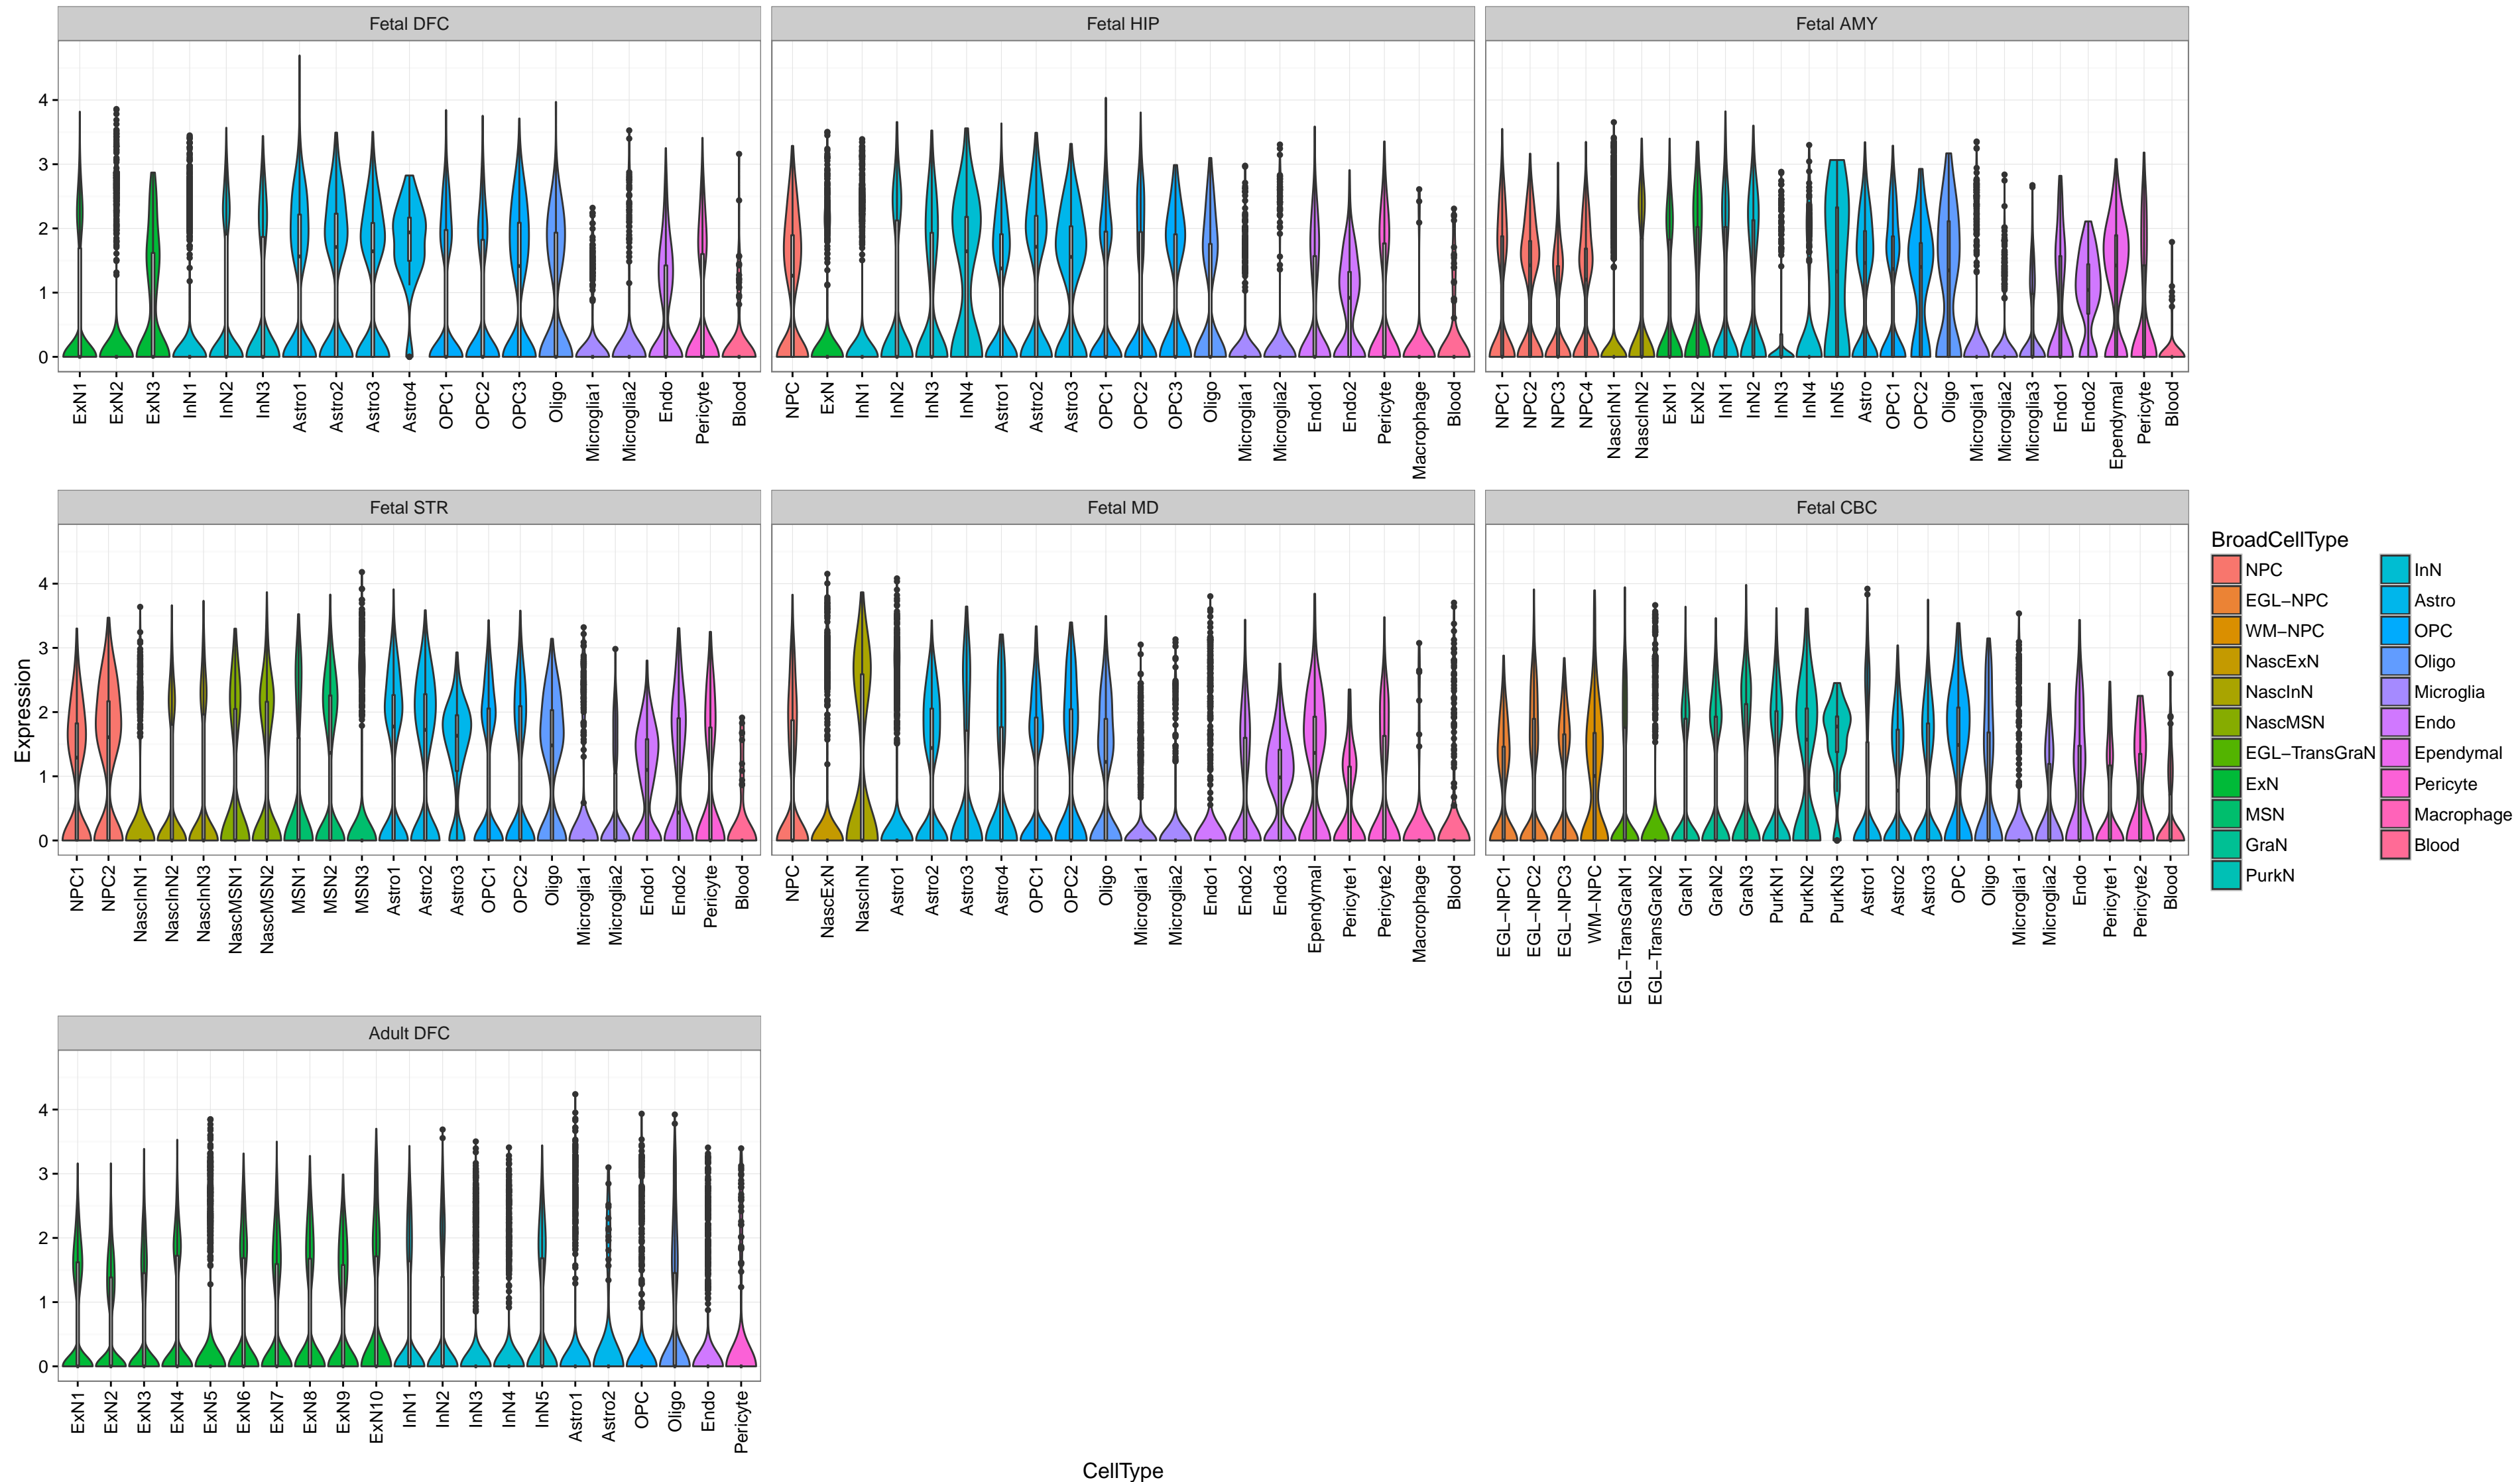 Fetal DFC Fetal HIP Fetal AMY
4
3
2
1
0
ExN1 ExN2 ExN3 InN1 InN2 InN3 Astro1 Astro2 Astro3 Astro4 OPC1 OPC2 OPC3 Oligo Microglia1 Microglia2 Endo Pericyte Blood
NPC ExN InN1 InN2 InN3 InN4 Astro1 Astro2 Astro3 OPC1 OPC2 OPC3 Oligo Microglia1 Microglia2 Endo1 Endo2 Pericyte Macrophage Blood
NPC1 NPC2 NPC3 NPC4 NascInN1 NascInN2 ExN1 ExN2 InN1 InN2 InN3 InN4 InN5 Astro OPC1 OPC2 Oligo Microglia1 Microglia2 Microglia3 Endo1 Endo2 Ependymal Pericyte Blood
Fetal STR Fetal MD Fetal CBC
Expression
4
3
2
1
0
NPC1 NPC2 NascInN1 NascInN2 NascInN3 NascMSN1 NascMSN2 MSN1 MSN2 MSN3 Astro1 Astro2 Astro3 OPC1 OPC2 Oligo Microglia1 Microglia2 Endo1 Endo2 Pericyte Blood
NPC NascExN NascInN Astro1 Astro2 Astro3 Astro4 OPC1 OPC2 Oligo Microglia1 Microglia2 Endo1 Endo2 Endo3 Ependymal Pericyte1 Pericyte2 Macrophage Blood
EGL−NPC1 EGL−NPC2 EGL−NPC3 WM−NPC EGL−TransGraN1 EGL−TransGraN2 GraN1 GraN2 GraN3 PurkN1 PurkN2 PurkN3 Astro1 Astro2 Astro3 OPC Oligo Microglia1 Microglia2 Endo Pericyte1 Pericyte2 Blood
BroadCellType
NPC InN
EGL−NPC Astro
WM−NPC OPC
NascExN Oligo
NascInN Microglia
NascMSN Endo
EGL−TransGraN Ependymal
ExN Pericyte
MSN Macrophage
GraN Blood
PurkN
Adult DFC
4
3
2
1
0
ExN1 ExN2 ExN3 ExN4 ExN5 ExN6 ExN7 ExN8 ExN9 ExN10 InN1 InN2 InN3 InN4 InN5 Astro1 Astro2 OPC Oligo Endo Pericyte
CellType